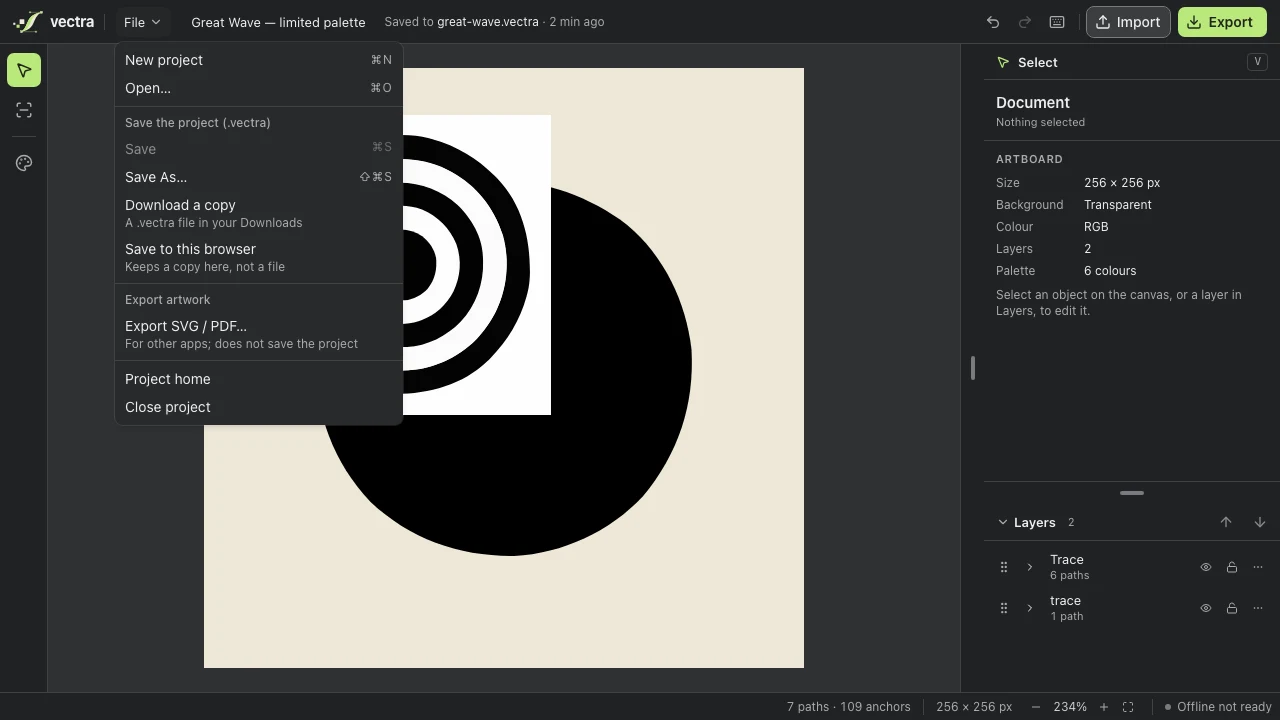 vectra
File
Great Wave — limited palette
Saved to great-wave.vectra · 2 min ago
Import
Export
New project ⌘N
Open... ⌘O
Save the project (.vectra)
Save ⌘S
Save As... ⇧⌘S
Download a copy
A .vectra file in your Downloads
Save to this browser
Keeps a copy here, not a file
Export artwork
Export SVG / PDF...
For other apps; does not save the project
Project home
Close project
Select V
Document
Nothing selected
ARTBOARD
Size 256 × 256 px
Background Transparent
Colour RGB
Layers 2
Palette 6 colours
Select an object on the canvas, or a layer in
Layers, to edit it.
Layers 2
Trace
6 paths
trace
1 path
7 paths · 109 anchors
256 × 256 px
234%
Offline not ready